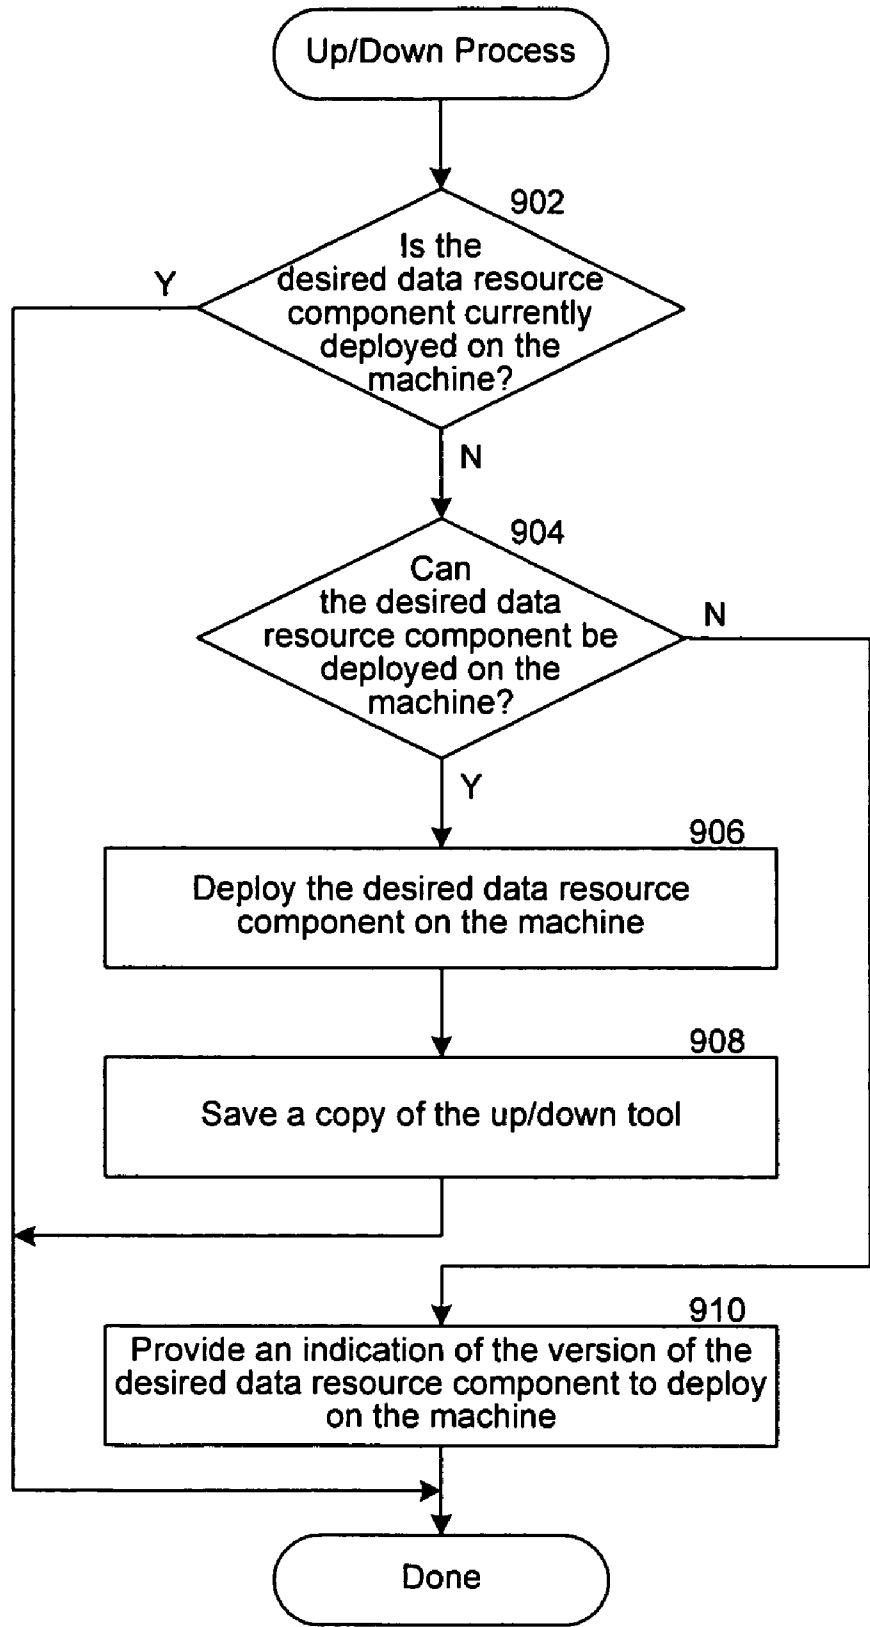 Up/Down Process
902
Is the
desired data resource
component currently
deployed on the
machine?
Y
N
904
Can
the desired data
resource component be
deployed on the
machine?
N
Y
906
Deploy the desired data resource
component on the machine
908
Save a copy of the up/down tool
910
Provide an indication of the version of the
desired data resource component to deploy
on the machine
Done